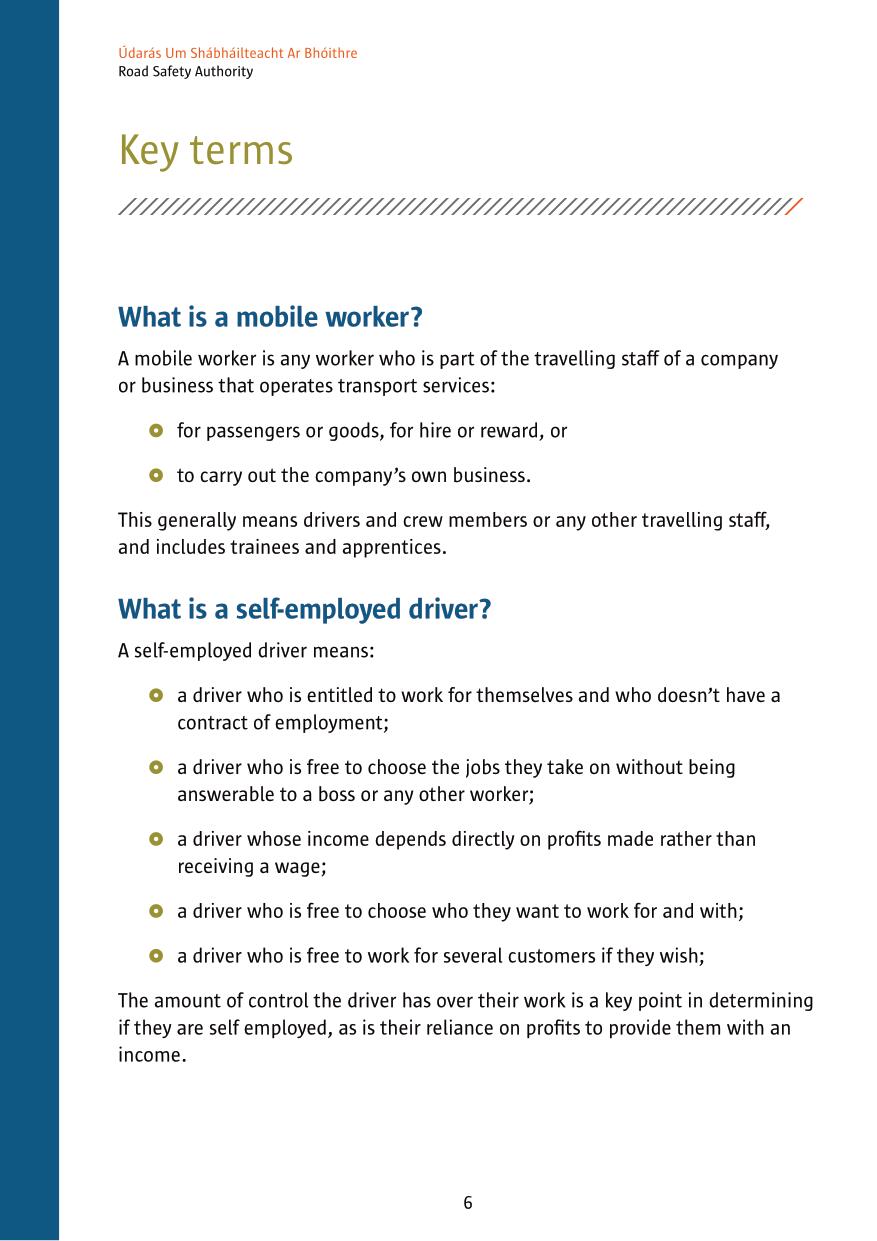 Údarás Um Shábháilteacht Ar Bhóithre
Road Safety Authority
Key terms
What is a mobile worker?
A mobile worker is any worker who is part of the travelling staff of a company
or business that operates transport services:
for passengers or goods, for hire or reward, or
to carry out the company’s own business.
This generally means drivers and crew members or any other travelling staff,
and includes trainees and apprentices.
What is a self-employed driver?
A self-employed driver means:
a driver who is entitled to work for themselves and who doesn’t have a
contract of employment;
a driver who is free to choose the jobs they take on without being
answerable to a boss or any other worker;
a driver whose income depends directly on profits made rather than
receiving a wage;
a driver who is free to choose who they want to work for and with;
a driver who is free to work for several customers if they wish;
The amount of control the driver has over their work is a key point in determining
if they are self employed, as is their reliance on profits to provide them with an
income.
6